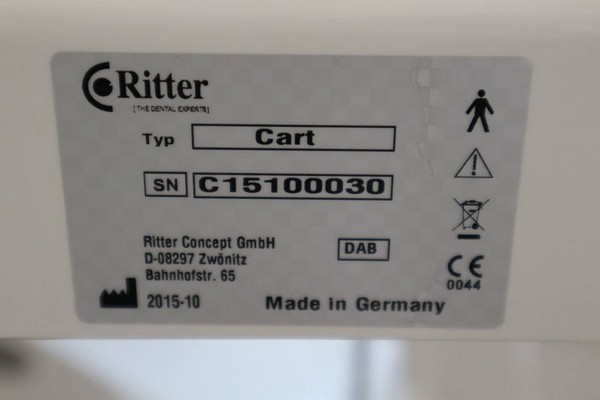 Ritter
[THE DENTAL EXPERTS]
Typ Cart
SN C15100030
Ritter Concept GmbH
D-08297 Zwönitz
Bahnhofstr. 65
DAB
2015-10
Made in Germany
CE
0044